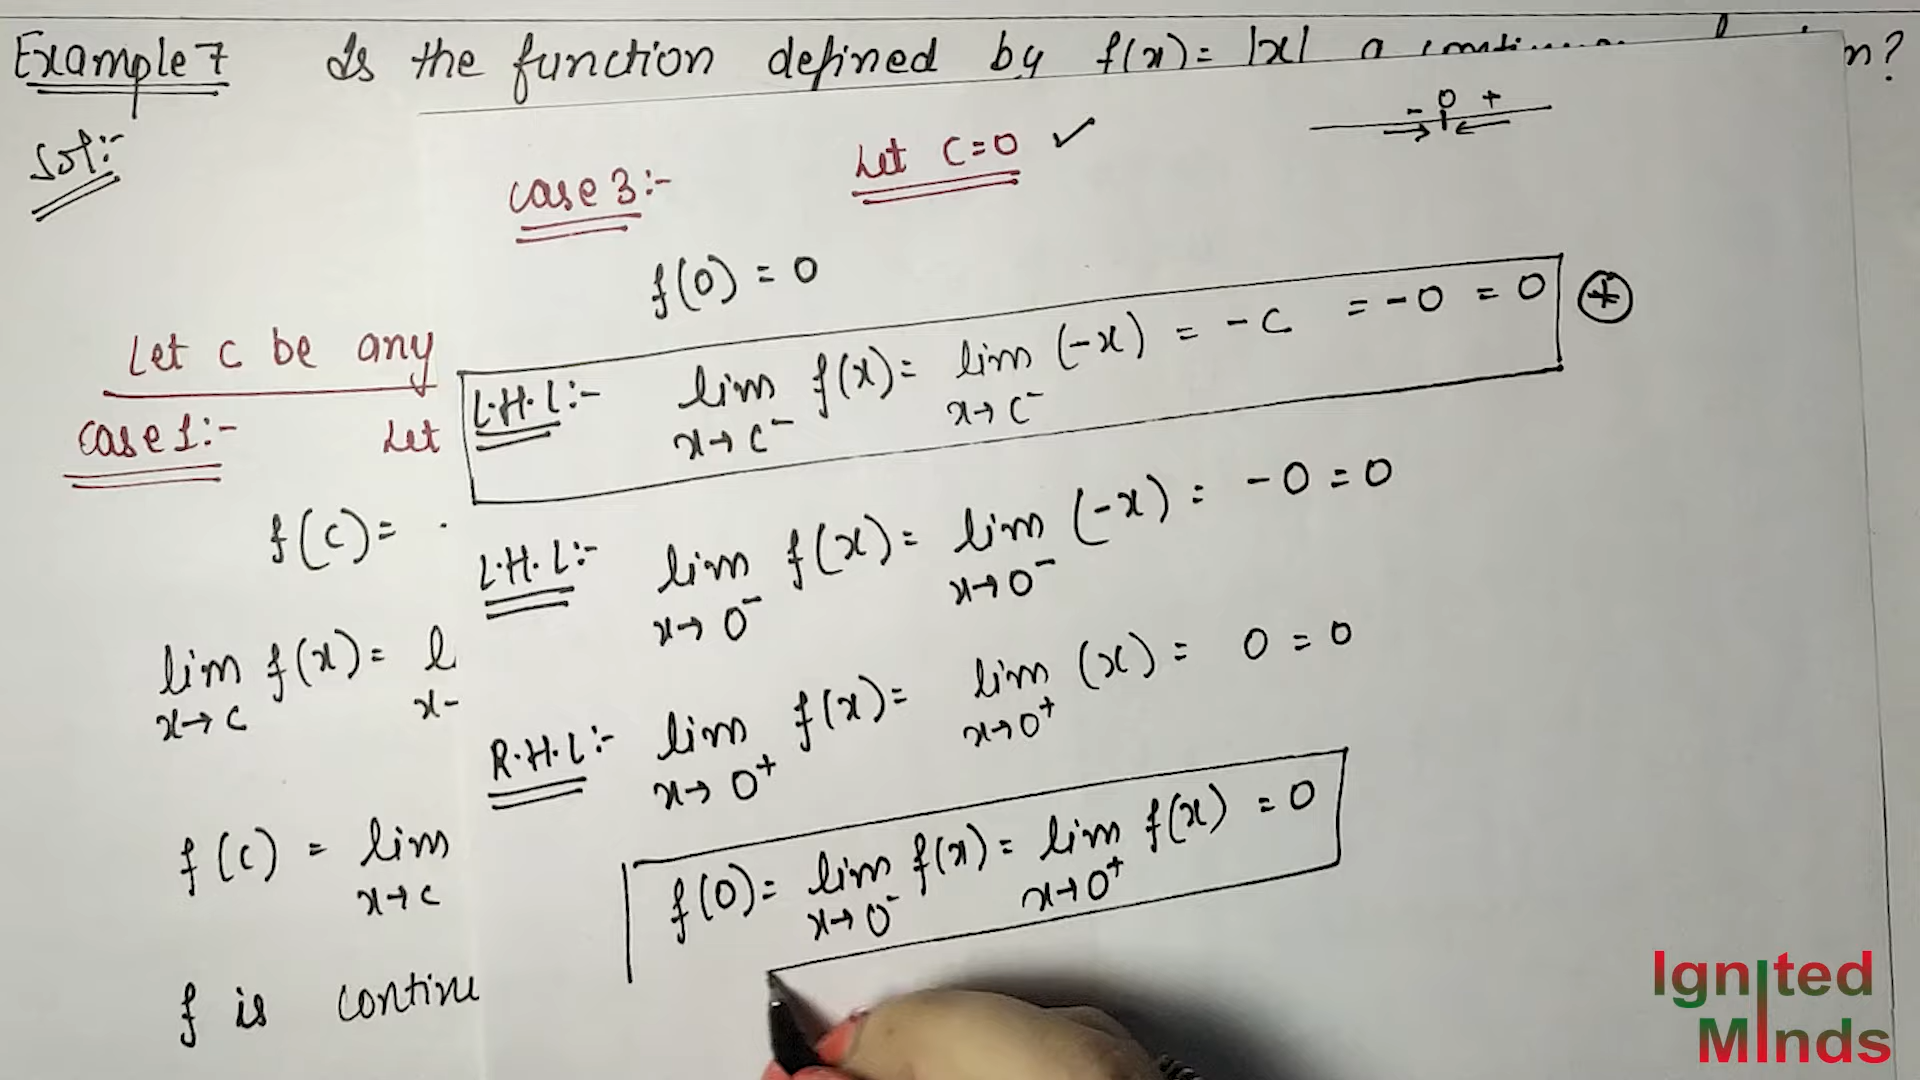 Example 7 Is the function defined by f(x) = |x| a n?
Sol:-
- 0 +
Case 3:- Let c=0 ✓
f(0) = 0
L.H.L:- lim f(x) = lim (-x) = -c = -0 = 0 +
x→c⁻ x→c⁻
L.H.L:- lim f(x) = lim (-x) = -0 = 0
x→0⁻ x→0⁻
R.H.L:- lim f(x) = lim (x) = 0 = 0
x→0⁺ x→0⁺
f(0) = lim f(x) = lim f(x) = 0
x→0⁻ x→0⁺
Let c be any
Case 1:- Let
f(c) =
lim f(x) = l
x→c x-
f(c) = lim
x→c
f is continu
Ignited
Minds